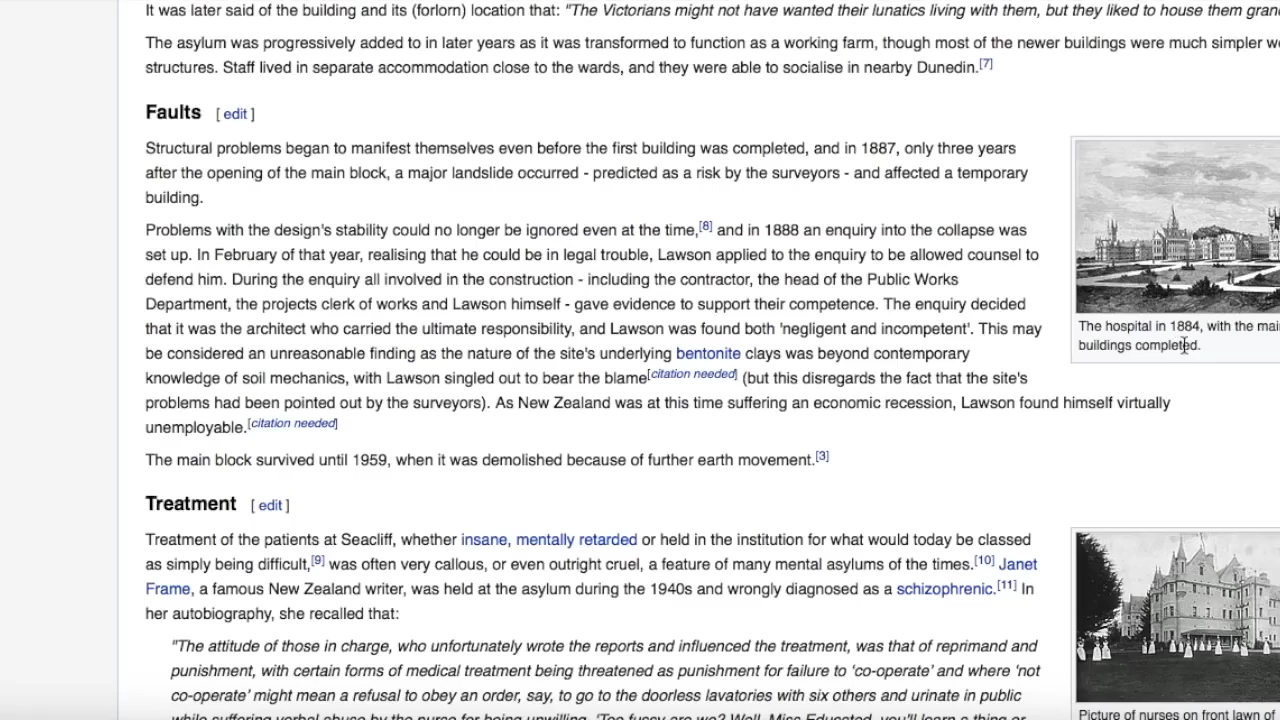 It was later said of the building and its (forlorn) location that: "The Victorians might not have wanted their lunatics living with them, but they liked to house them
The asylum was progressively added to in later years as it was transformed to function as a working farm, though most of the newer buildings were much simpler
structures. Staff lived in separate accommodation close to the wards, and they were able to socialise in nearby Dunedin.[7]
Faults [ edit ]
Structural problems began to manifest themselves even before the first building was completed, and in 1887, only three years
after the opening of the main block, a major landslide occurred - predicted as a risk by the surveyors - and affected a temporary
building.
Problems with the design's stability could no longer be ignored even at the time,[8] and in 1888 an enquiry into the collapse was
set up. In February of that year, realising that he could be in legal trouble, Lawson applied to the enquiry to be allowed counsel to
defend him. During the enquiry all involved in the construction - including the contractor, the head of the Public Works
Department, the projects clerk of works and Lawson himself - gave evidence to support their competence. The enquiry decided
that it was the architect who carried the ultimate responsibility, and Lawson was found both 'negligent and incompetent'. This may
be considered an unreasonable finding as the nature of the site's underlying bentonite clays was beyond contemporary
knowledge of soil mechanics, with Lawson singled out to bear the blame[citation needed] (but this disregards the fact that the site's
problems had been pointed out by the surveyors). As New Zealand was at this time suffering an economic recession, Lawson found himself virtually
unemployable.[citation needed]
The main block survived until 1959, when it was demolished because of further earth movement.[3]
The hospital in 1884, with the
buildings completed.
Treatment [ edit ]
Treatment of the patients at Seacliff, whether insane, mentally retarded or held in the institution for what would today be classed
as simply being difficult,[9] was often very callous, or even outright cruel, a feature of many mental asylums of the times.[10] Janet
Frame, a famous New Zealand writer, was held at the asylum during the 1940s and wrongly diagnosed as a schizophrenic.[11] In
her autobiography, she recalled that:
"The attitude of those in charge, who unfortunately wrote the reports and influenced the treatment, was that of reprimand and
punishment, with certain forms of medical treatment being threatened as punishment for failure to 'co-operate' and where 'not
co-operate' might mean a refusal to obey an order, say, to go to the doorless lavatories with six others and urinate in public
while suffering verbal abuse by the nurse for being unwilling. 'Too fussy are we? Well, Miss Educated, you'll learn a thing or
Picture of nurses on front lawn of